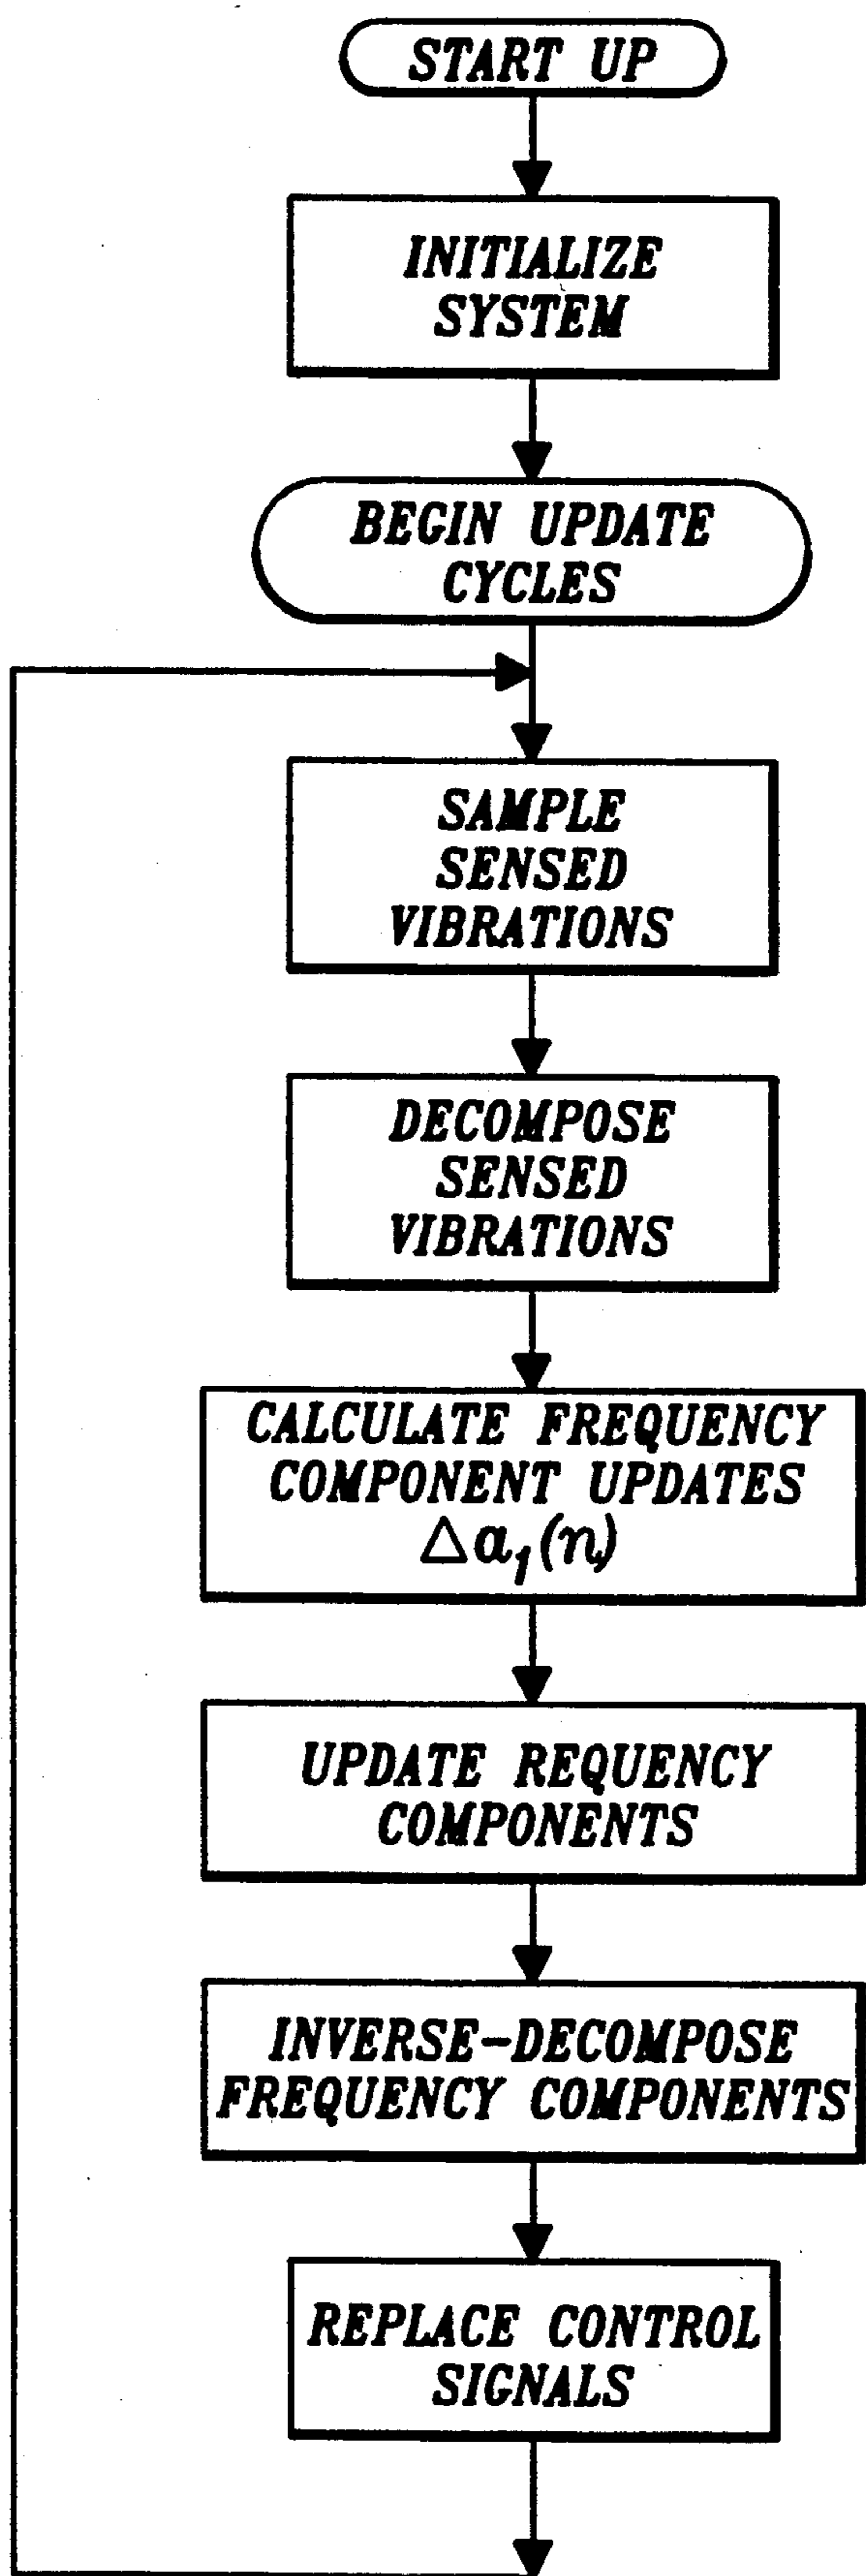 START UP
INITIALIZE
SYSTEM
BEGIN UPDATE
CYCLES
SAMPLE
SENSED
VIBRATIONS
DECOMPOSE
SENSED
VIBRATIONS
CALCULATE FREQUENCY
COMPONENT UPDATES
Δa₁(n)
UPDATE REQUENCY
COMPONENTS
INVERSE-DECOMPOSE
FREQUENCY COMPONENTS
REPLACE CONTROL
SIGNALS